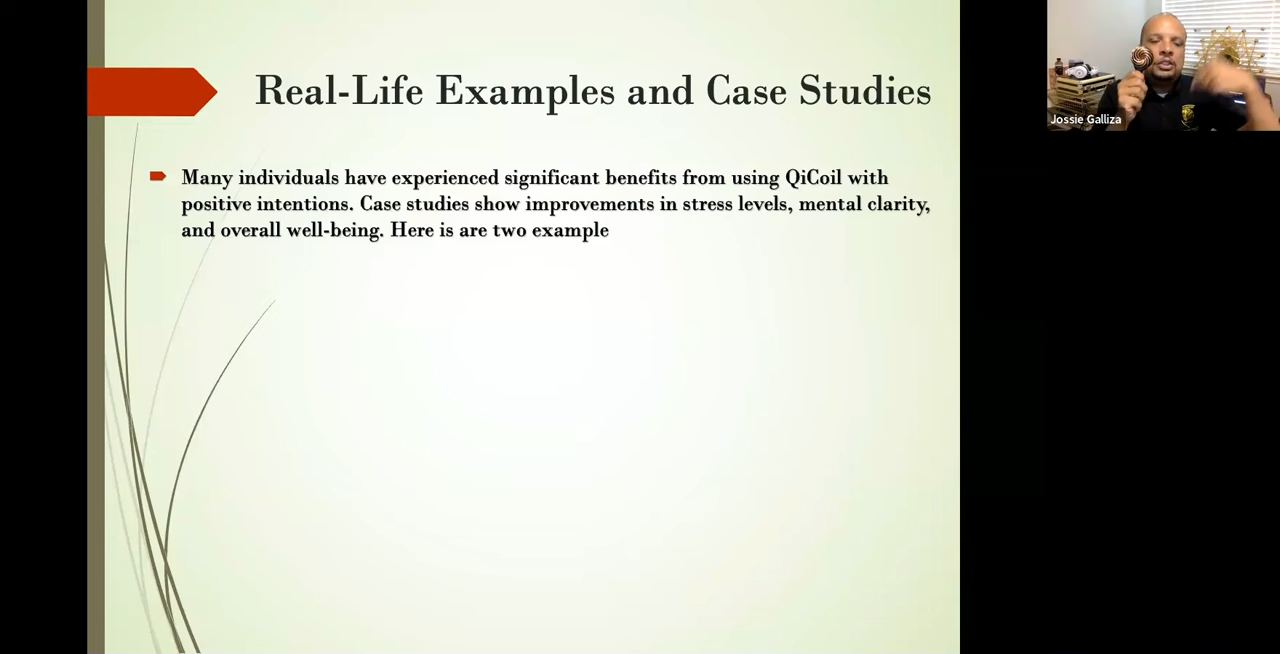 Real-Life Examples and Case Studies
Many individuals have experienced significant benefits from using QiCoil with
positive intentions. Case studies show improvements in stress levels, mental clarity,
and overall well-being. Here is are two example
Jossie Galliza